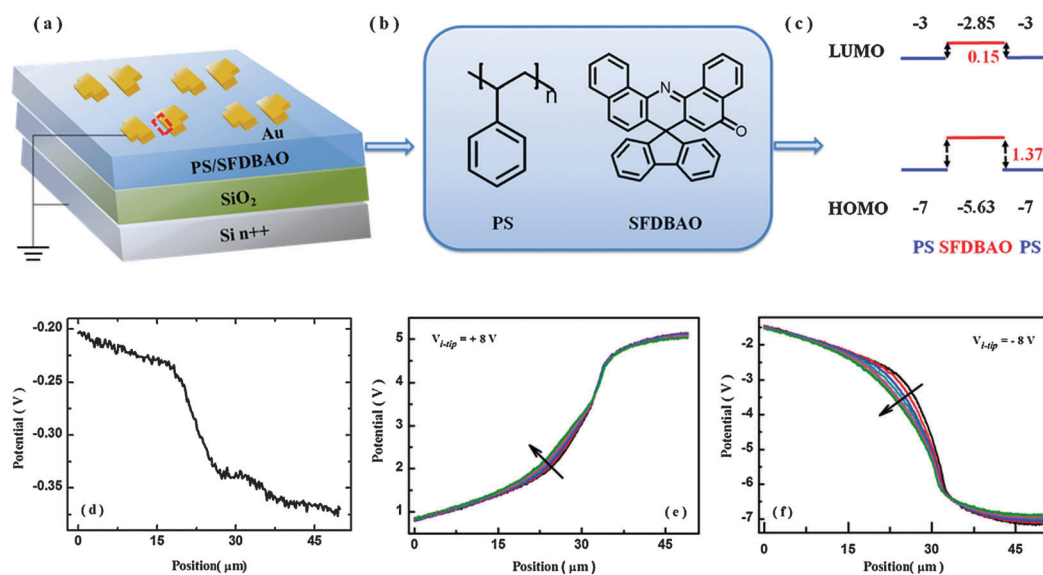 ( a )
Au
PS/SFDBAO
SiO2
Si n++
( b )
n
PS
N
O
SFDBAO
( c )
-3 -2.85 -3
LUMO
0.15
1.37
HOMO -7 -5.63 -7
PS SFDBAO PS
-0.20
-0.25
-0.30
-0.35
Potential ( V )
( d )
0 15 30 45
Position( µm)
Vi-tip = + 8 V
5
4
3
2
1
Potential ( V )
( e )
0 15 30 45
Position ( µm)
Vi-tip = - 8 V
-2
-3
-4
-5
-6
-7
Potential ( V )
( f )
0 15 30 45
Position( µm)